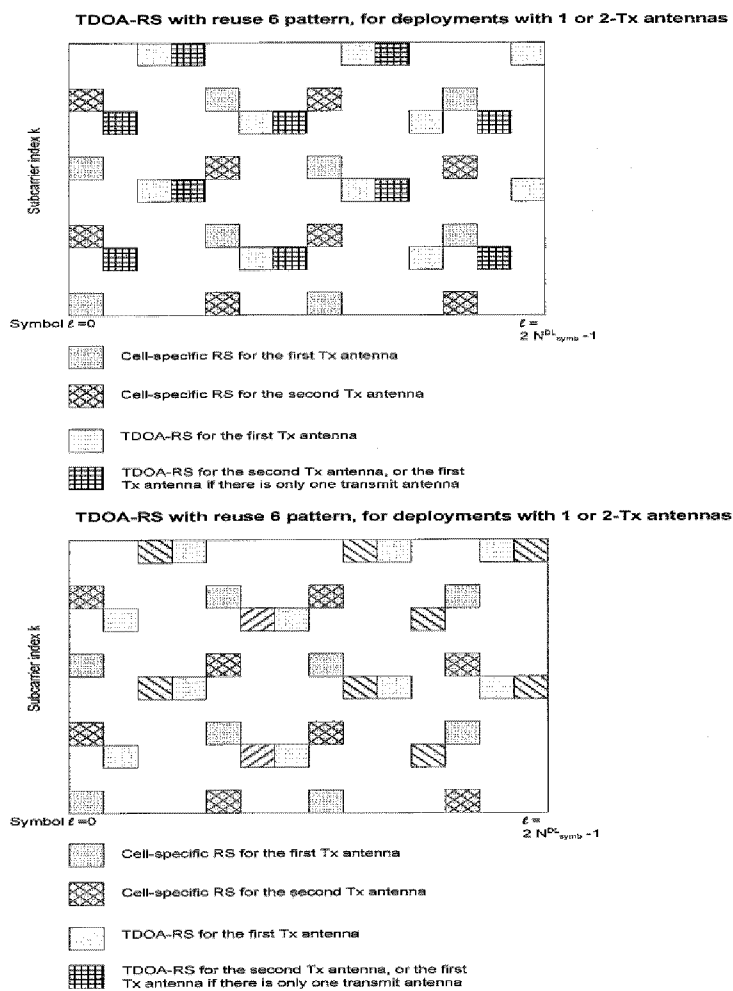 TDOA-RS with reuse 6 pattern, for deployments with 1 or 2-Tx antennas
Subcarrier index k
Symbol ℓ =0
ℓ =
2 N^DL_symb -1
Cell-specific RS for the first Tx antenna
Cell-specific RS for the second Tx antenna
TDOA-RS for the first Tx antenna
TDOA-RS for the second Tx antenna, or the first
Tx antenna if there is only one transmit antenna
TDOA-RS with reuse 6 pattern, for deployments with 1 or 2-Tx antennas
Subcarrier index k
Symbol ℓ =0
ℓ =
2 N^DL_symb -1
Cell-specific RS for the first Tx antenna
Cell-specific RS for the second Tx antenna
TDOA-RS for the first Tx antenna
TDOA-RS for the second Tx antenna, or the first
Tx antenna if there is only one transmit antenna